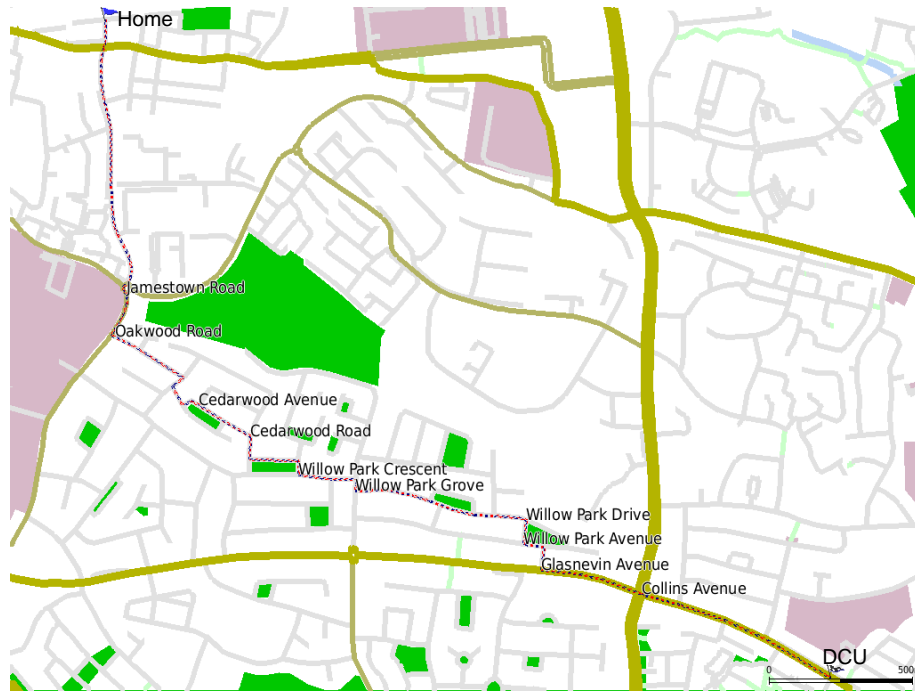 Home
Jamestown Road
Oakwood Road
Cedarwood Avenue
Cedarwood Road
Willow Park Crescent
Willow Park Grove
Willow Park Drive
Willow Park Avenue
Glasnevin Avenue
Collins Avenue
DCU
0 500